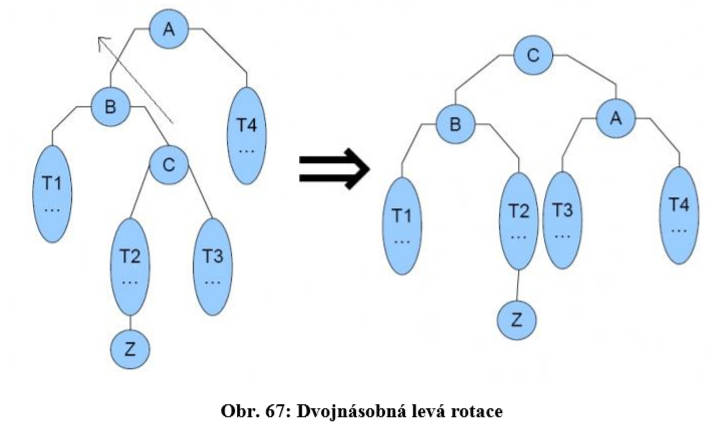 A
B
T4
...
C
T1
...
T2
...
T3
...
Z
C
B
A
T1
...
T2
...
T3
...
T4
...
Z
Obr. 67: Dvojnásobná levá rotace